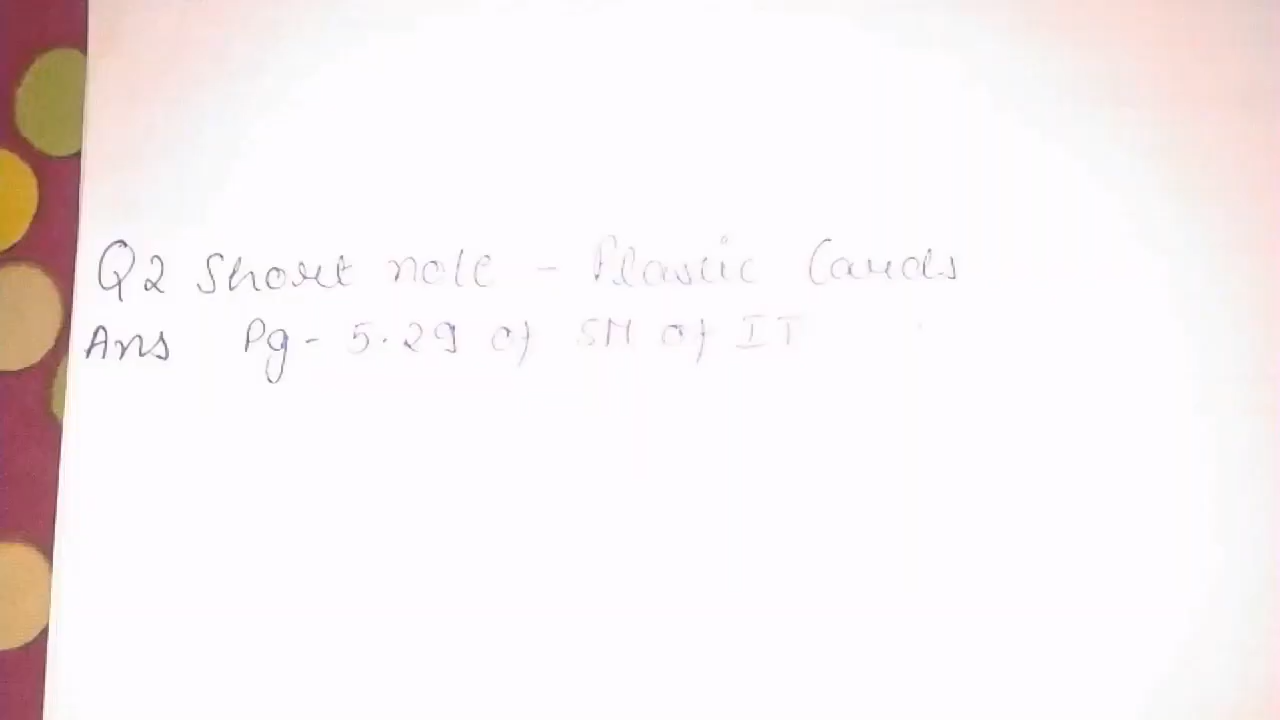 Q2 Short note - Plastic Cards
Ans Pg - 5.29 of SM of IT